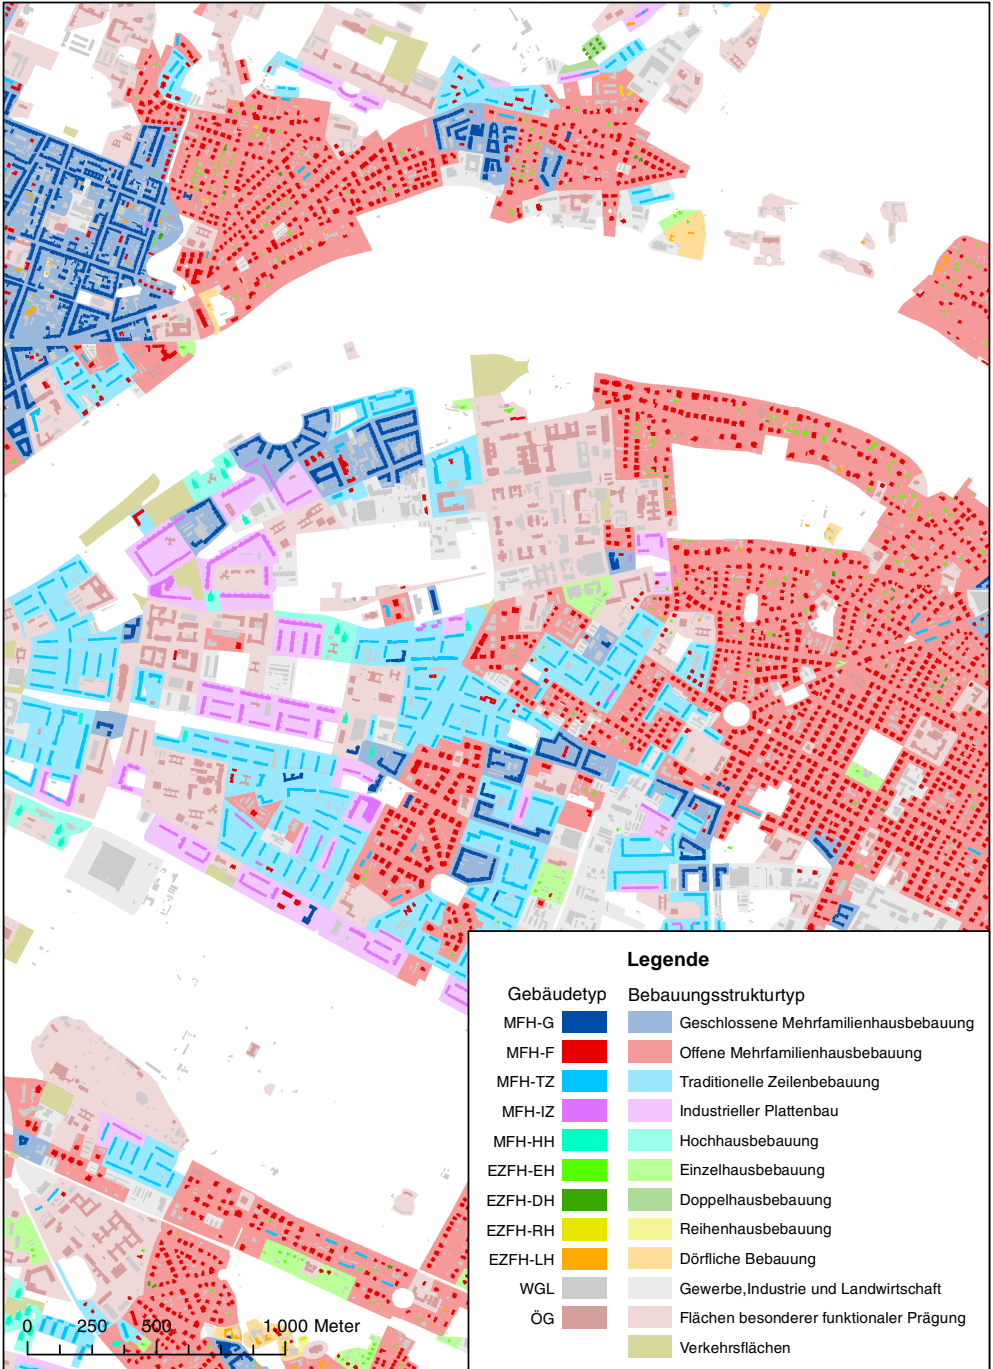 Legende
Gebäudetyp Bebauungsstrukturtyp
MFH-G Geschlossene Mehrfamilienhausbebauung
MFH-F Offene Mehrfamilienhausbebauung
MFH-TZ Traditionelle Zeilenbebauung
MFH-IZ Industrieller Plattenbau
MFH-HH Hochhausbebauung
EZFH-EH Einzelhausbebauung
EZFH-DH Doppelhausbebauung
EZFH-RH Reihenhausbebauung
EZFH-LH Dörfliche Bebauung
WGL Gewerbe,Industrie und Landwirtschaft
ÖG Flächen besonderer funktionaler Prägung
Verkehrsflächen
0 250 500 1.000 Meter